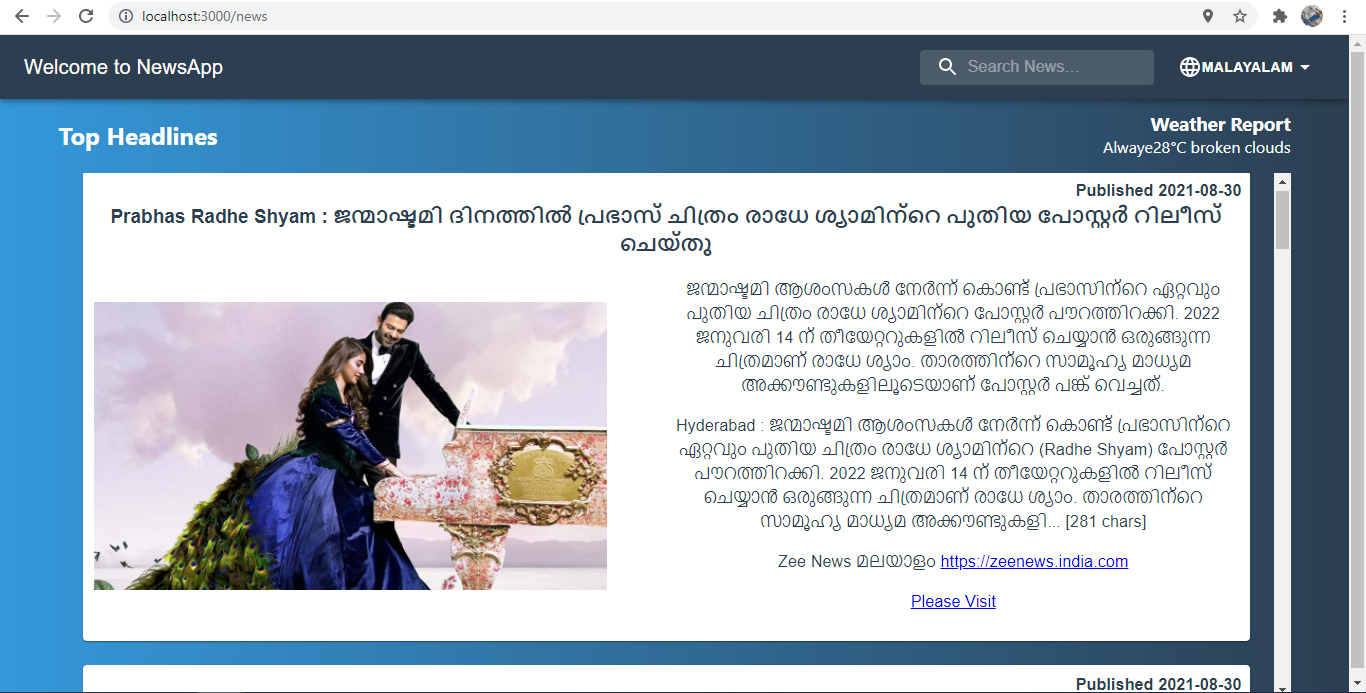 localhost:3000/news
Welcome to NewsApp
Search News...
MALAYALAM
Top Headlines
Weather Report
Alwaye28°C broken clouds
Published 2021-08-30
Prabhas Radhe Shyam : ജന്മാഷ്ടമി ദിനത്തിൽ പ്രഭാസ് ചിത്രം രാധേ ശ്യാമിന്റെ പുതിയ പോസ്റ്റർ റിലീസ്
ചെയ്തു
ജന്മാഷ്ടമി ആശംസകൾ നേർന്ന് കൊണ്ട് പ്രഭാസിന്റെ ഏറ്റവും
പുതിയ ചിത്രം രാധേ ശ്യാമിന്റെ പോസ്റ്റർ പൗറത്തിറക്കി. 2022
ജനുവരി 14 ന് തീയേറ്ററുകളിൽ റിലീസ് ചെയ്യാൻ ഒരുങ്ങുന്ന
ചിത്രമാണ് രാധേ ശ്യാം. താരത്തിന്റെ സാമൂഹ്യ മാധ്യമ
അക്കൗണ്ടുകളിലൂടെയാണ് പോസ്റ്റർ പങ്ക് വെച്ചത്.
Hyderabad : ജന്മാഷ്ടമി ആശംസകൾ നേർന്ന് കൊണ്ട് പ്രഭാസിന്റെ
ഏറ്റവും പുതിയ ചിത്രം രാധേ ശ്യാമിന്റെ (Radhe Shyam) പോസ്റ്റർ
പൗറത്തിറക്കി. 2022 ജനുവരി 14 ന് തീയേറ്ററുകളിൽ റിലീസ്
ചെയ്യാൻ ഒരുങ്ങുന്ന ചിത്രമാണ് രാധേ ശ്യാം. താരത്തിന്റെ
സാമൂഹ്യ മാധ്യമ അക്കൗണ്ടുകളി... [281 chars]
Zee News മലയാളം https://zeenews.india.com
Please Visit
Published 2021-08-30